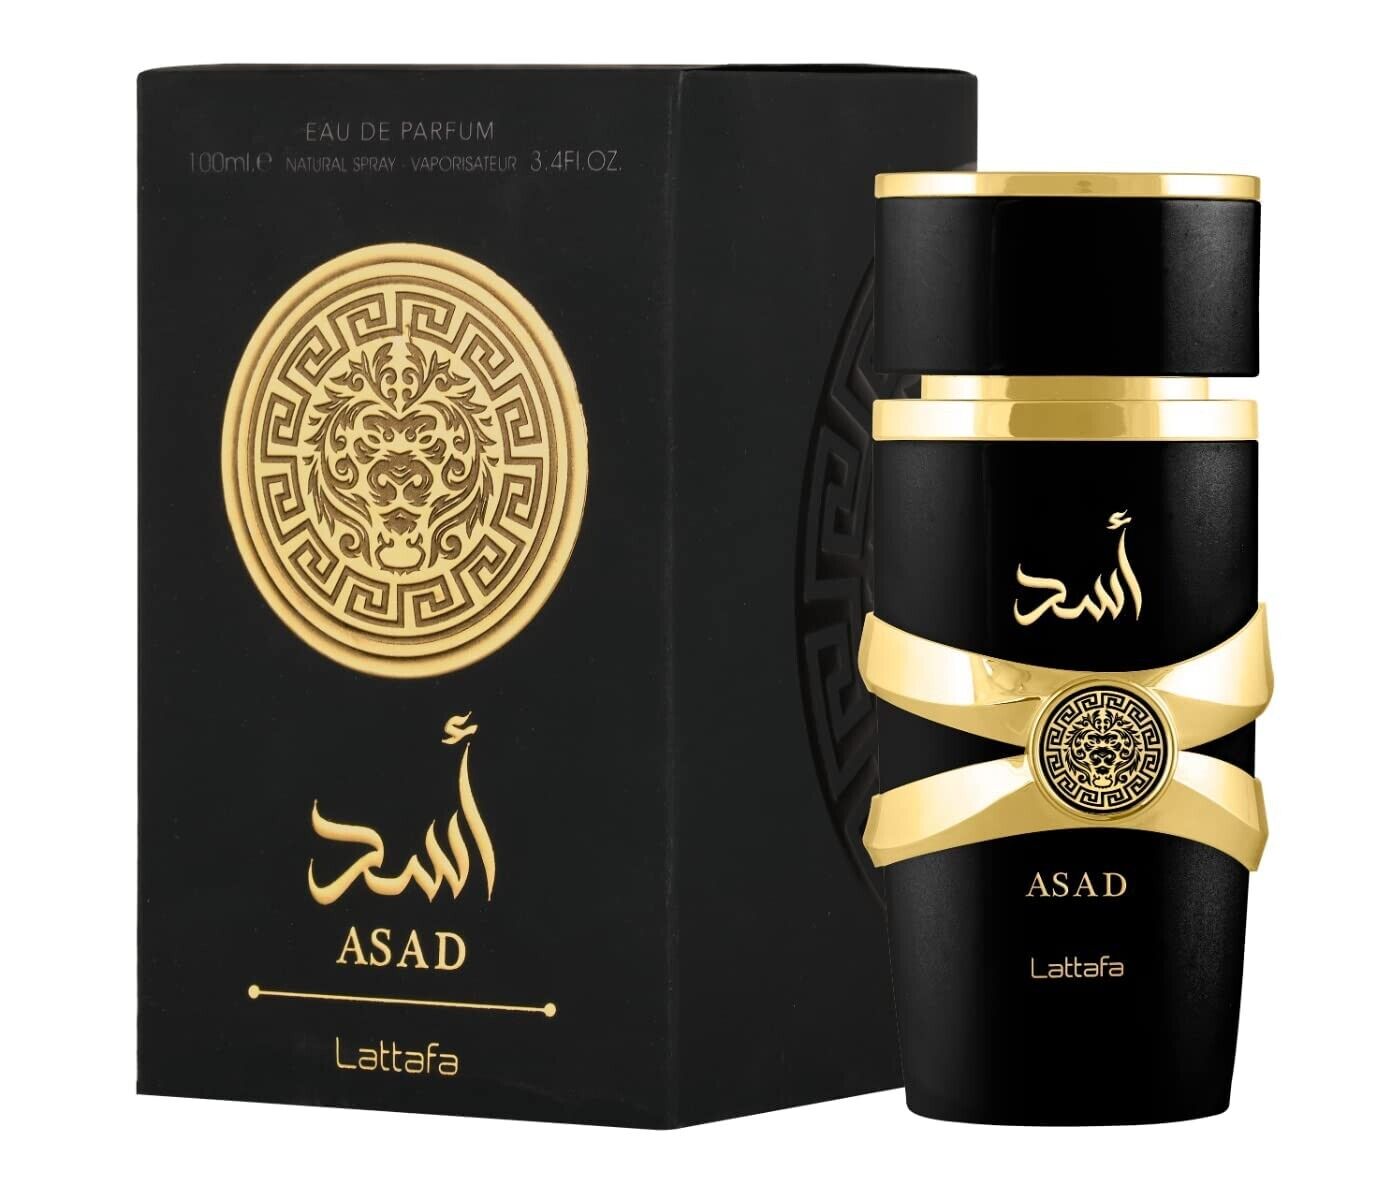 EAU DE PARFUM
100ml.e NATURAL SPRAY - VAPORISATEUR 3.4Fl.OZ.
أسد
ASAD
Lattafa
أسد
ASAD
Lattafa